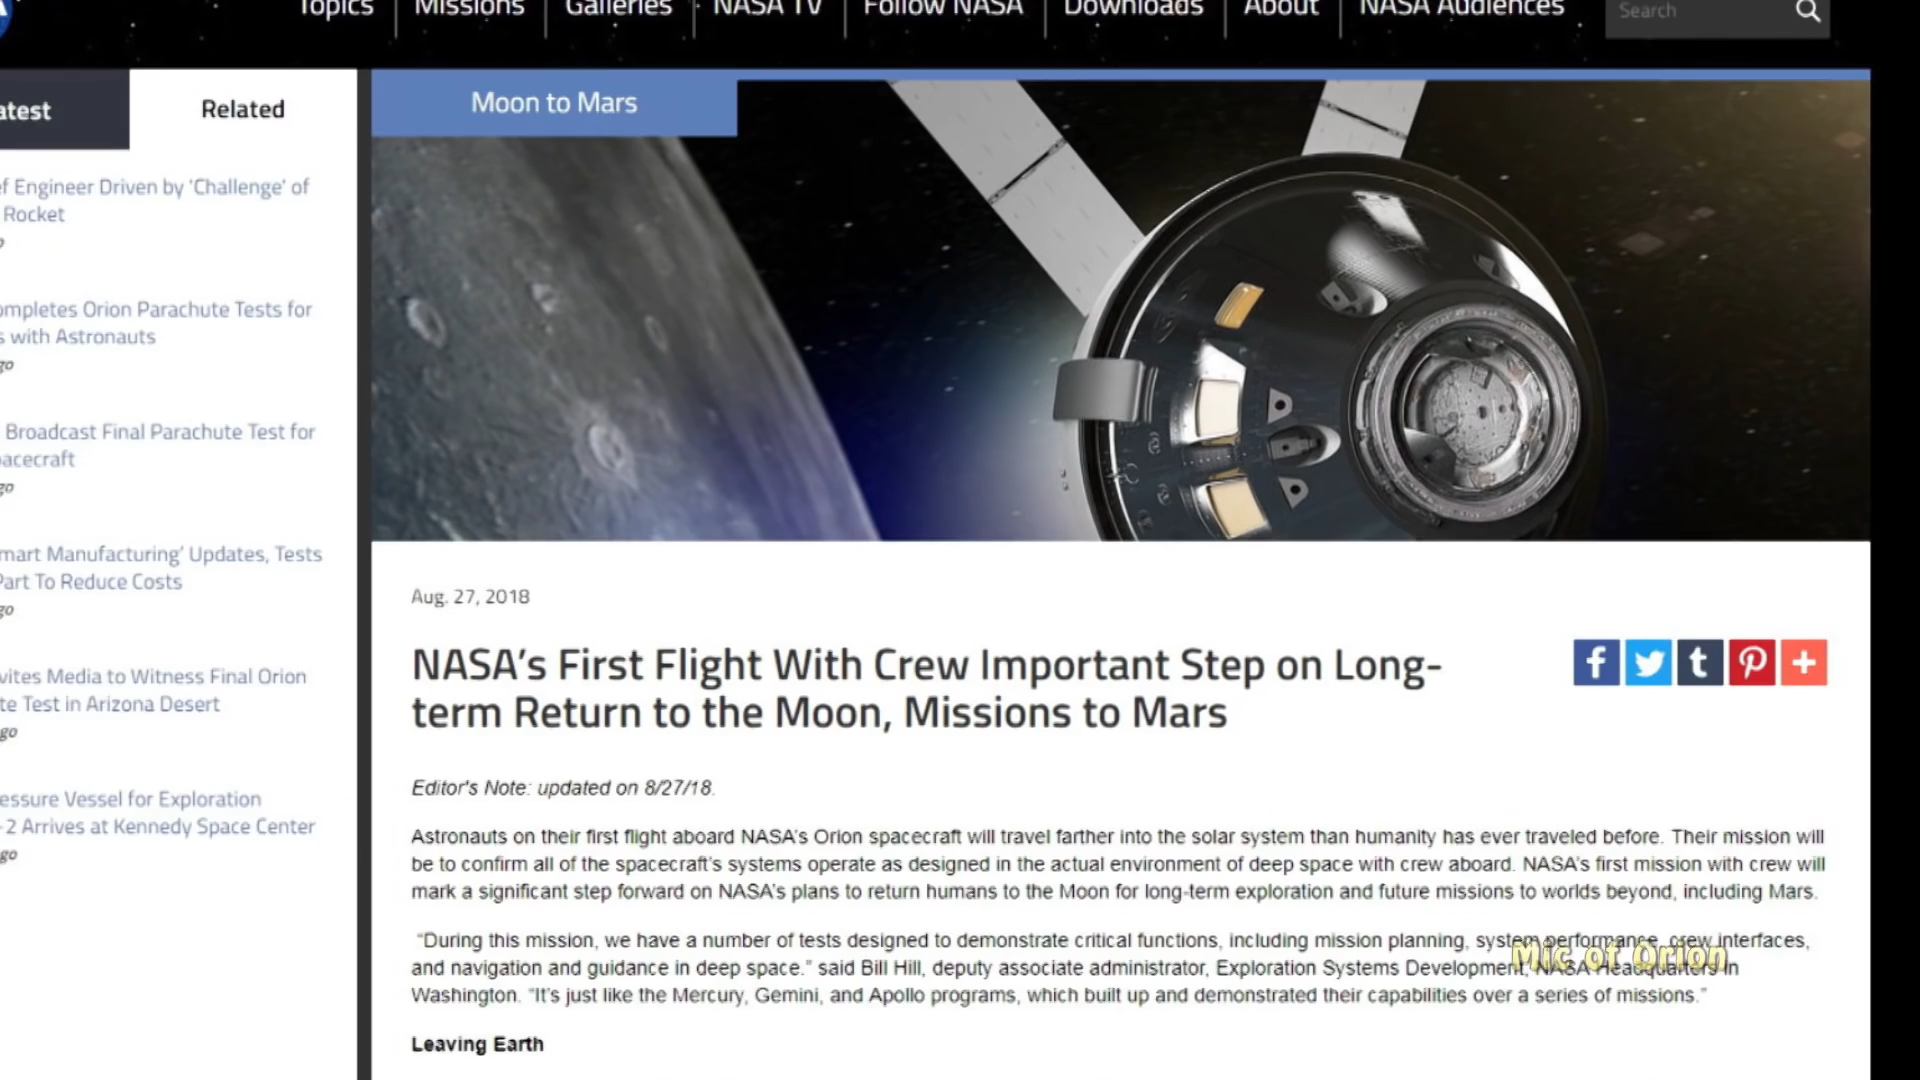 Topics
Missions
Galleries
NASA TV
Follow NASA
Downloads
About
NASA Audiences
Search
Related
Moon to Mars
Engineer Driven by 'Challenge' of
Rocket
Orion Parachute Tests for
with Astronauts
Broadcast Final Parachute Test for
Manufacturing' Updates, Tests
Part To Reduce Costs
Media to Witness Final Orion
Test in Arizona Desert
Vessel for Exploration
-2 Arrives at Kennedy Space Center
Aug. 27, 2018
NASA's First Flight With Crew Important Step on Long-
term Return to the Moon, Missions to Mars
f
t
+
Editor's Note: updated on 8/27/18.
Astronauts on their first flight aboard NASA's Orion spacecraft will travel farther into the solar system than humanity has ever traveled before. Their mission will
be to confirm all of the spacecraft's systems operate as designed in the actual environment of deep space with crew aboard. NASA's first mission with crew will
mark a significant step forward on NASA's plans to return humans to the Moon for long-term exploration and future missions to worlds beyond, including Mars.
"During this mission, we have a number of tests designed to demonstrate critical functions, including mission planning, system performance, crew interfaces,
and navigation and guidance in deep space." said Bill Hill, deputy associate administrator, Exploration Systems Development, NASA Headquarters in
Washington. "It's just like the Mercury, Gemini, and Apollo programs, which built up and demonstrated their capabilities over a series of missions."
Mic of Orion
Leaving Earth